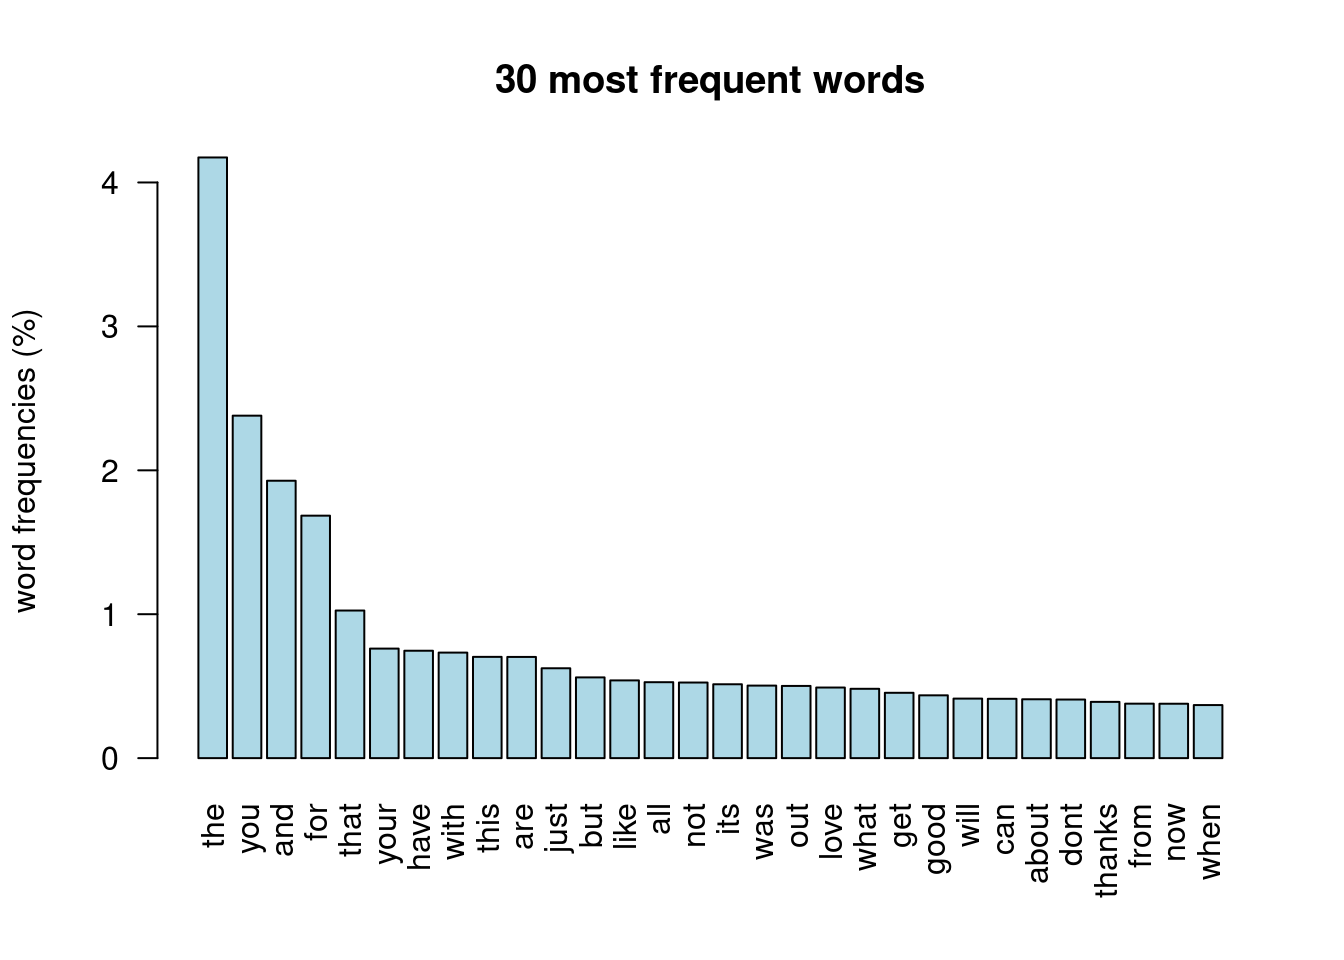 30 most frequent words
word frequencies (%)
4
3
2
1
0
the
you
and
for
that
your
have
with
this
are
just
but
like
all
not
its
was
out
love
what
get
good
will
can
about
dont
thanks
from
now
when